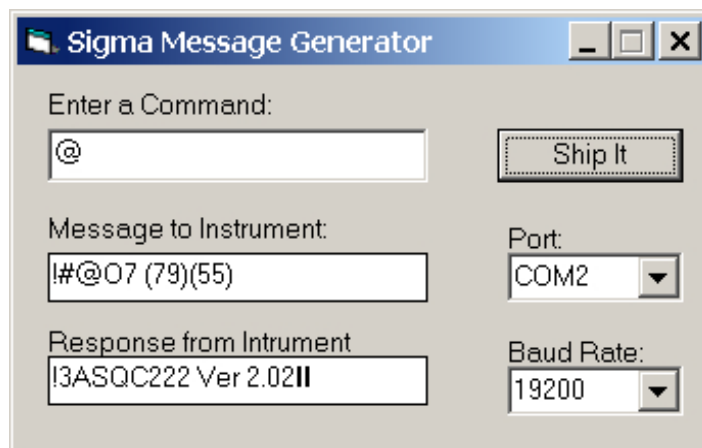 Sigma Message Generator
Enter a Command:
@
Ship It
Message to Instrument:
!#@O7 (79)(55)
Port:
COM2
Response from Intrument
!3ASQC222 Ver 2.02
Baud Rate:
19200